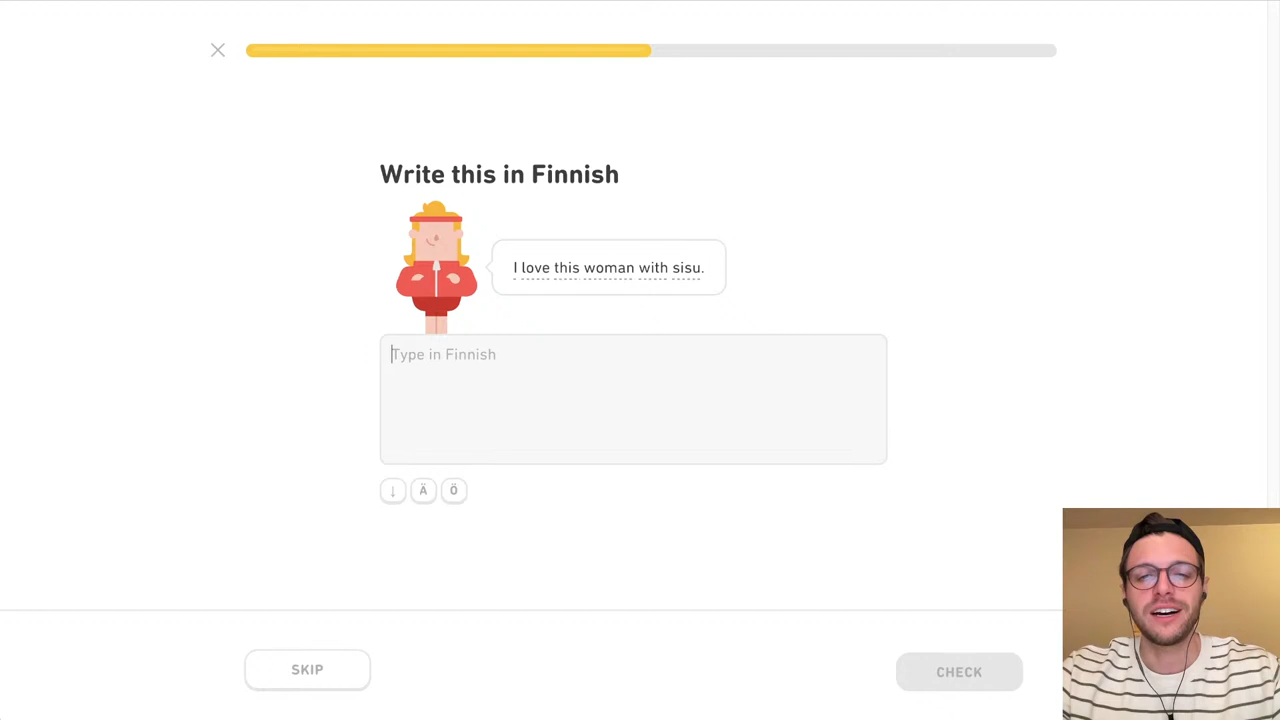 Write this in Finnish
I love this woman with sisu.
Type in Finnish
↓ Ä Ö
SKIP
CHECK